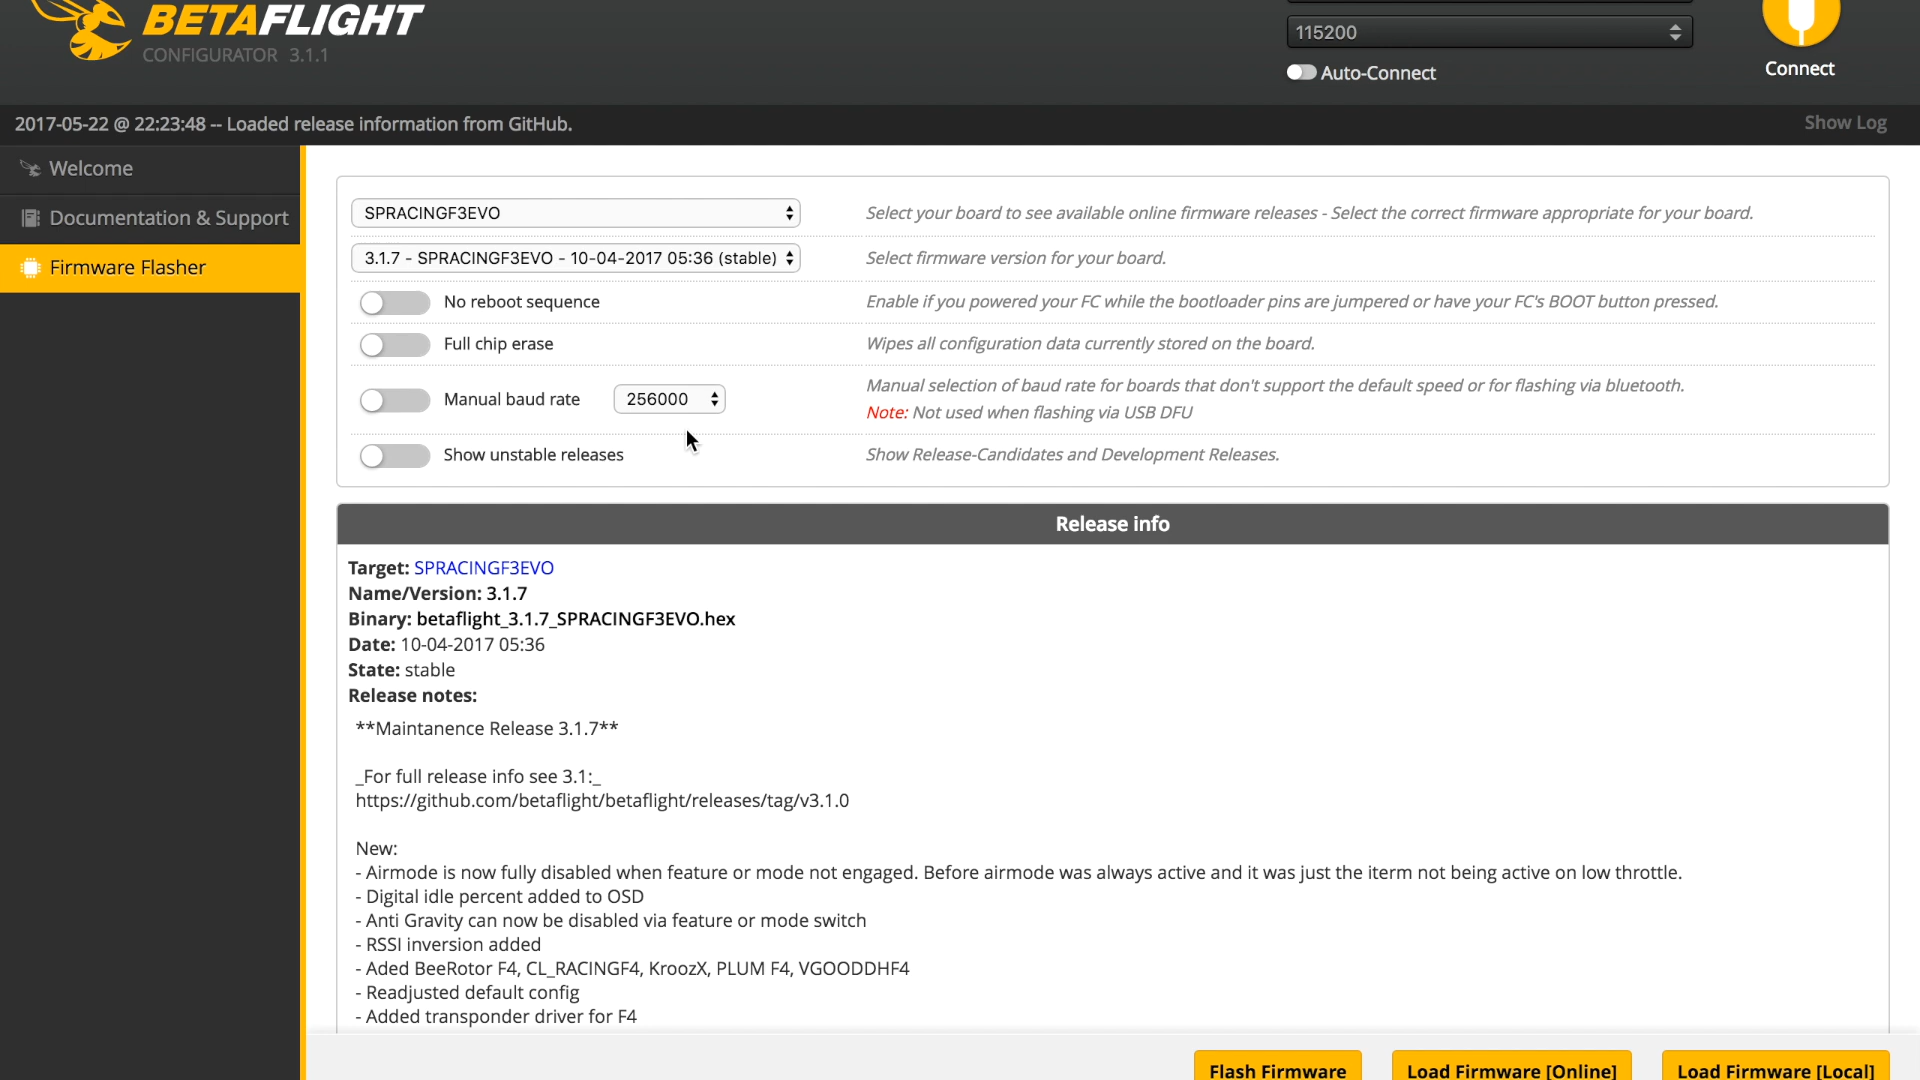 BETAFLIGHT
CONFIGURATOR 3.1.1
115200
Auto-Connect
Connect
2017-05-22 @ 22:23:48 -- Loaded release information from GitHub.
Show Log
Welcome
Documentation & Support
Firmware Flasher
SPRACINGF3EVO
Select your board to see available online firmware releases - Select the correct firmware appropriate for your board.
3.1.7 - SPRACINGF3EVO - 10-04-2017 05:36 (stable)
Select firmware version for your board.
No reboot sequence
Enable if you powered your FC while the bootloader pins are jumpered or have your FC's BOOT button pressed.
Full chip erase
Wipes all configuration data currently stored on the board.
Manual baud rate
256000
Manual selection of baud rate for boards that don't support the default speed or for flashing via bluetooth.
Note: Not used when flashing via USB DFU
Show unstable releases
Show Release-Candidates and Development Releases.
Release info
Target: SPRACINGF3EVO
Name/Version: 3.1.7
Binary: betaflight_3.1.7_SPRACINGF3EVO.hex
Date: 10-04-2017 05:36
State: stable
Release notes:
**Maintanence Release 3.1.7**
_For full release info see 3.1:_
https://github.com/betaflight/betaflight/releases/tag/v3.1.0
New:
- Airmode is now fully disabled when feature or mode not engaged. Before airmode was always active and it was just the iterm not being active on low throttle.
- Digital idle percent added to OSD
- Anti Gravity can now be disabled via feature or mode switch
- RSSI inversion added
- Aded BeeRotor F4, CL_RACINGF4, KroozX, PLUM F4, VGOODDHF4
- Readjusted default config
- Added transponder driver for F4
Flash Firmware
Load Firmware [Online]
Load Firmware [Local]